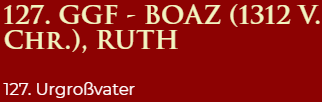 127. GGF - BOAZ (1312 V.
CHR.), RUTH
127. Urgroßvater